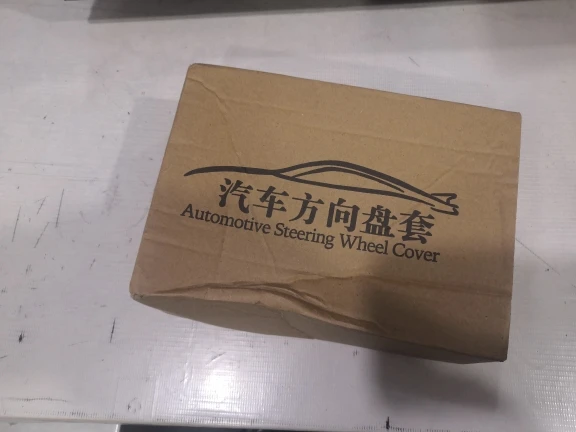 汽车方向盘套
Automotive Steering Wheel Cover